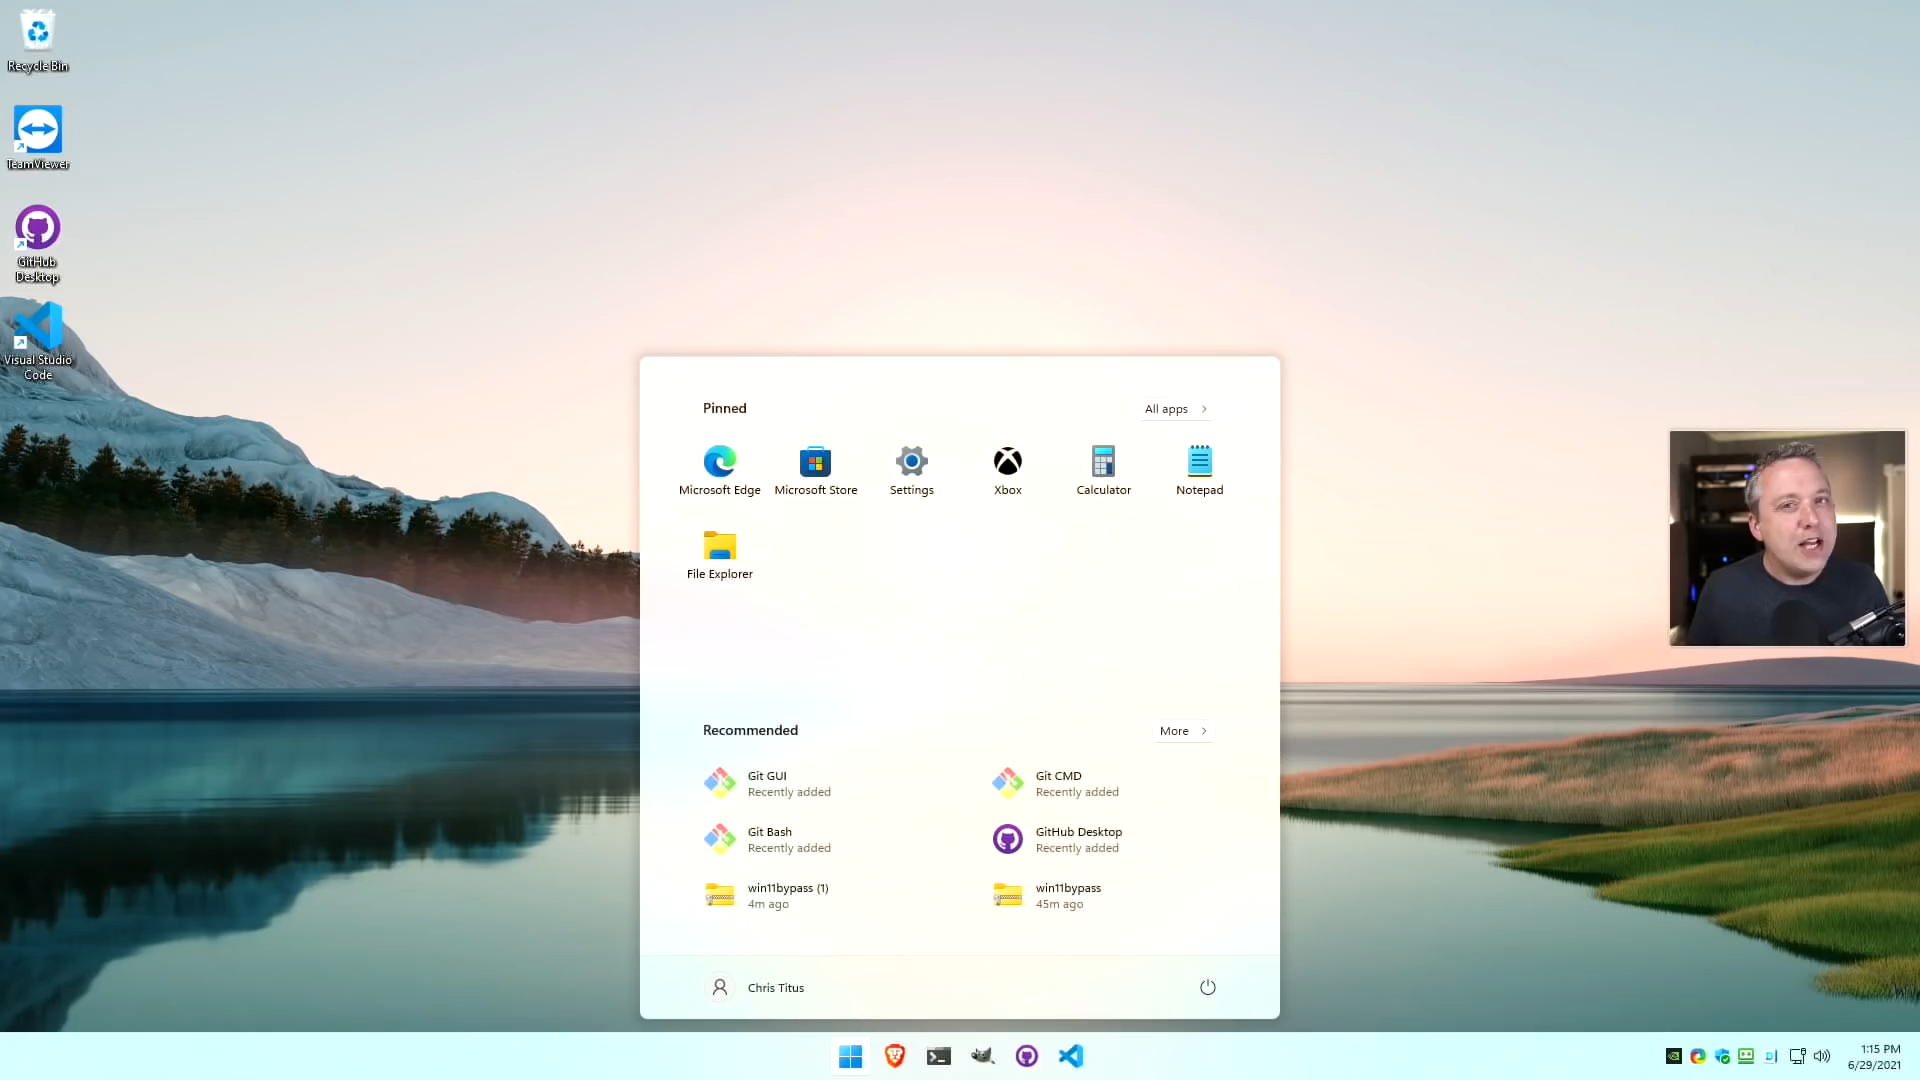 Recycle Bin
TeamViewer
GitHub
Desktop
Visual Studio
Code
Pinned
All apps
Microsoft Edge
Microsoft Store
Settings
Xbox
Calculator
Notepad
File Explorer
Recommended
More
Git GUI
Recently added
Git CMD
Recently added
Git Bash
Recently added
GitHub Desktop
Recently added
win11bypass (1)
4m ago
win11bypass
45m ago
Chris Titus
1:15 PM
6/29/2021